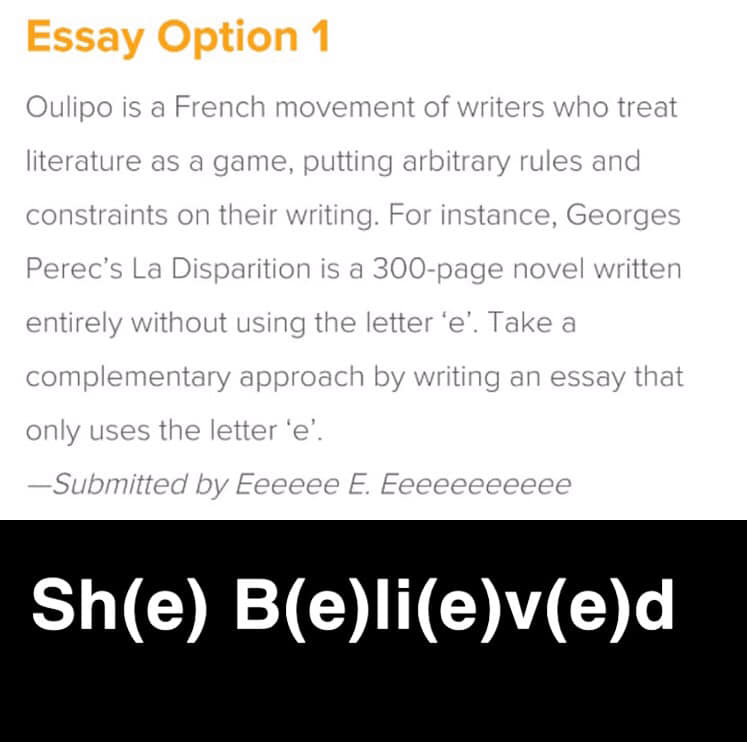 Essay Option 1
Oulipo is a French movement of writers who treat
literature as a game, putting arbitrary rules and
constraints on their writing. For instance, Georges
Perec’s La Disparition is a 300-page novel written
entirely without using the letter ‘e’. Take a
complementary approach by writing an essay that
only uses the letter ‘e’.
—Submitted by Eeeeee E. Eeeeeeeeeee
Sh(e) B(e)li(e)v(e)d